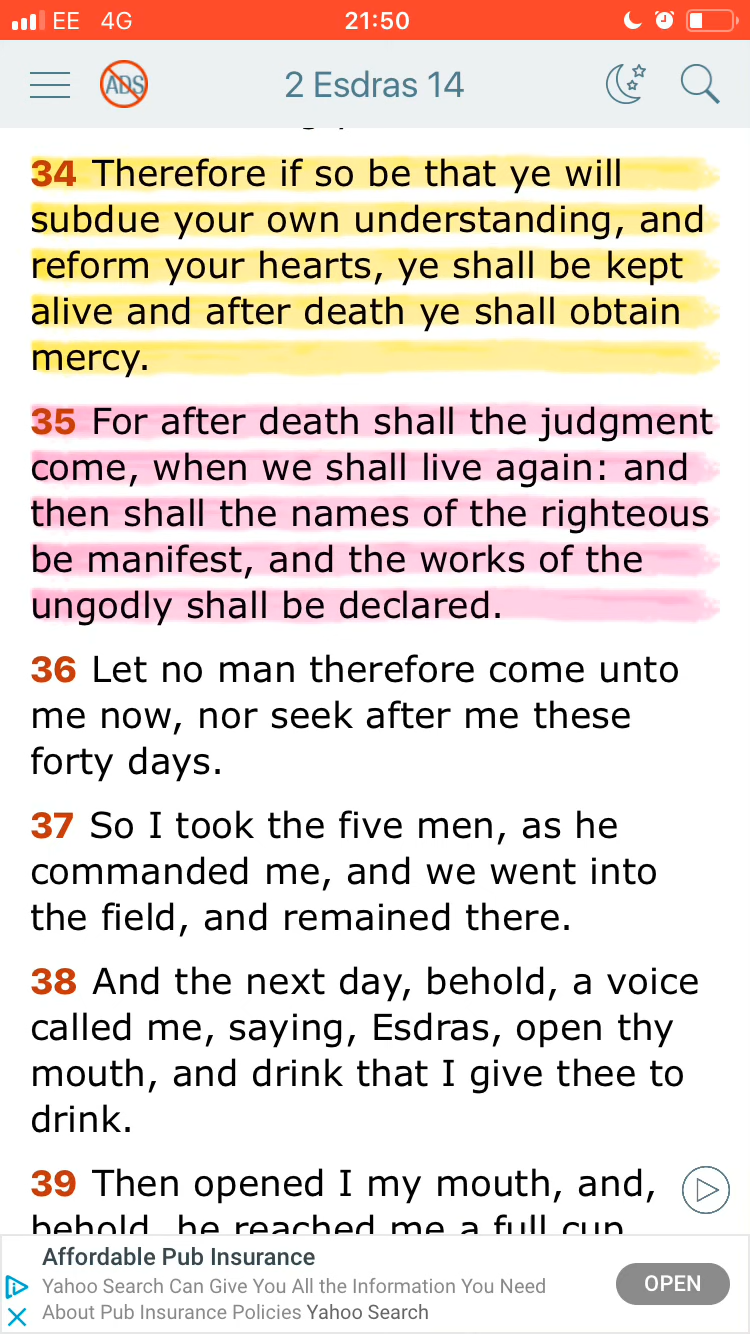 EE 4G 21:50
ADS 2 Esdras 14
34 Therefore if so be that ye will
subdue your own understanding, and
reform your hearts, ye shall be kept
alive and after death ye shall obtain
mercy.
35 For after death shall the judgment
come, when we shall live again: and
then shall the names of the righteous
be manifest, and the works of the
ungodly shall be declared.
36 Let no man therefore come unto
me now, nor seek after me these
forty days.
37 So I took the five men, as he
commanded me, and we went into
the field, and remained there.
38 And the next day, behold, a voice
called me, saying, Esdras, open thy
mouth, and drink that I give thee to
drink.
39 Then opened I my mouth, and,
behold, he reached me a full cup
Affordable Pub Insurance
Yahoo Search Can Give You All the Information You Need
About Pub Insurance Policies Yahoo Search
OPEN